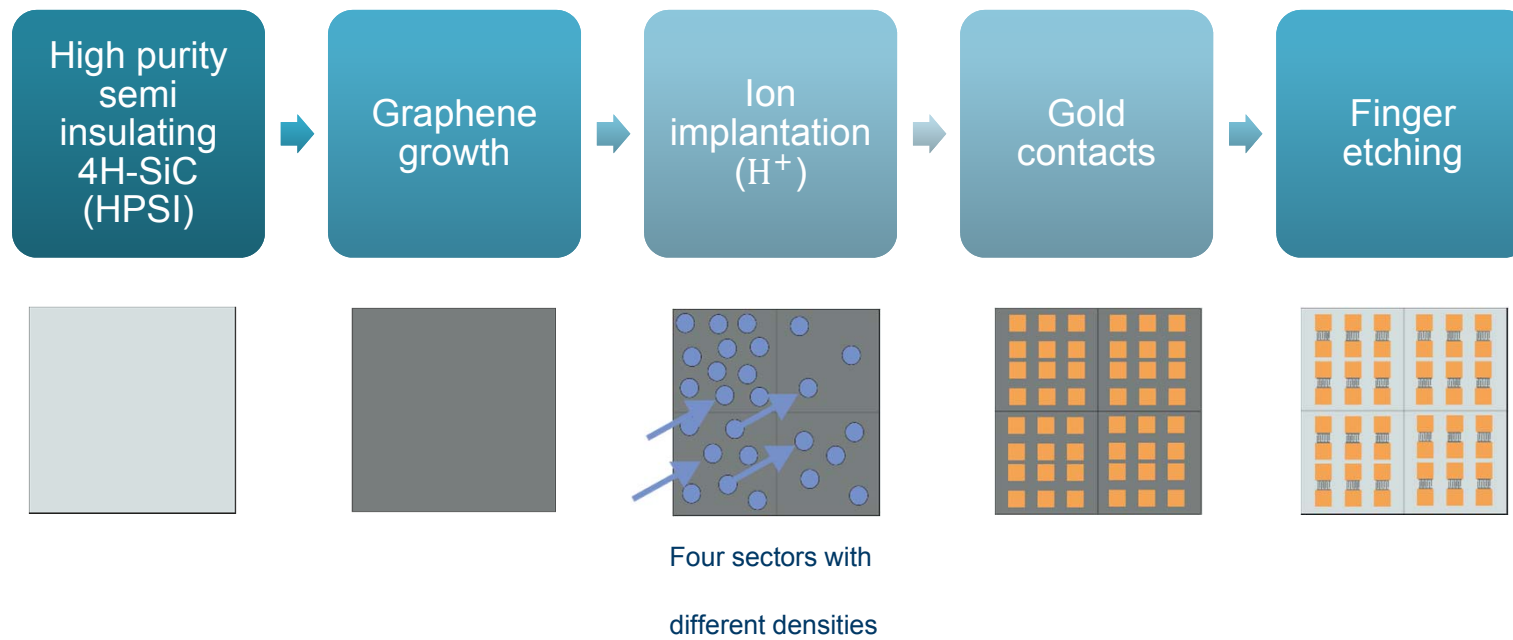 High purity
semi
insulating
4H-SiC
(HPSI)
Graphene
growth
Ion
implantation
(H⁺)
Gold
contacts
Finger
etching
Four sectors with
different densities